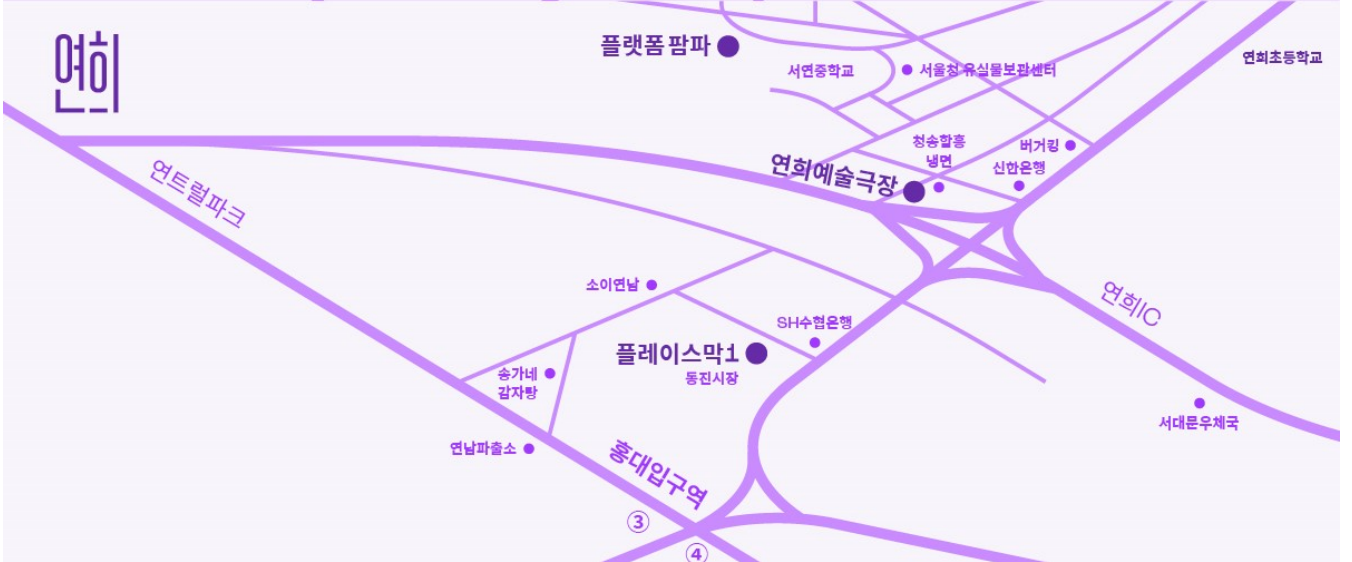 연희
플랫폼 팜파
서연중학교
서울청 유실물보관센터
연희초등학교
청송함흥
냉면
버거킹
신한은행
연희예술극장
연트럴파크
소이연남
SH수협은행
연희IC
플레이스막1
동진시장
송가네
감자탕
서대문우체국
연남파출소
홍대입구역
③
④